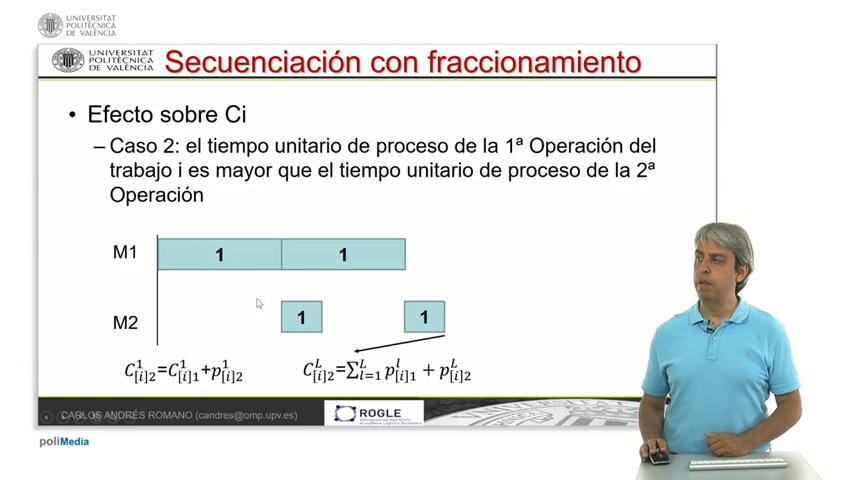 UNIVERSITAT
POLITÈCNICA
DE VALÈNCIA
UNIVERSITAT
POLITÈCNICA
DE VALÈNCIA
Secuenciación con fraccionamiento
• Efecto sobre Ci
– Caso 2: el tiempo unitario de proceso de la 1ª Operación del
trabajo i es mayor que el tiempo unitario de proceso de la 2ª
Operación
M1 1 1
M2 1 1
C^1_{[i]2}=C^1_{[i]1}+p^1_{[i]2} C^L_{[i]2}=∑^L_{l=1} p^l_{[i]1} + p^L_{[i]2}
CARLOS ANDRÉS ROMANO (candres@omp.upv.es) ROGLE
poliMedia